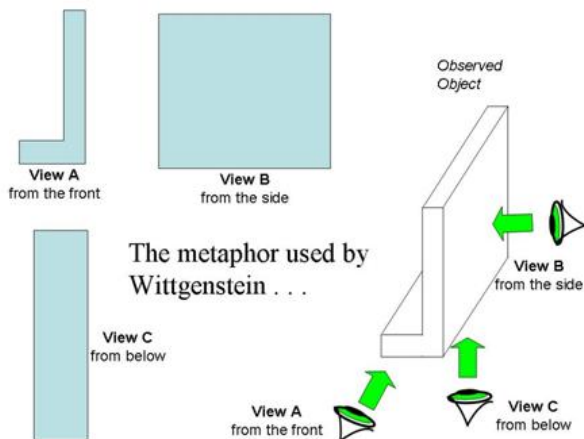 Observed
Object
View A
from the front
View B
from the side
The metaphor used by
Wittgenstein . . .
View B
from the side
View C
from below
View A
from the front
View C
from below